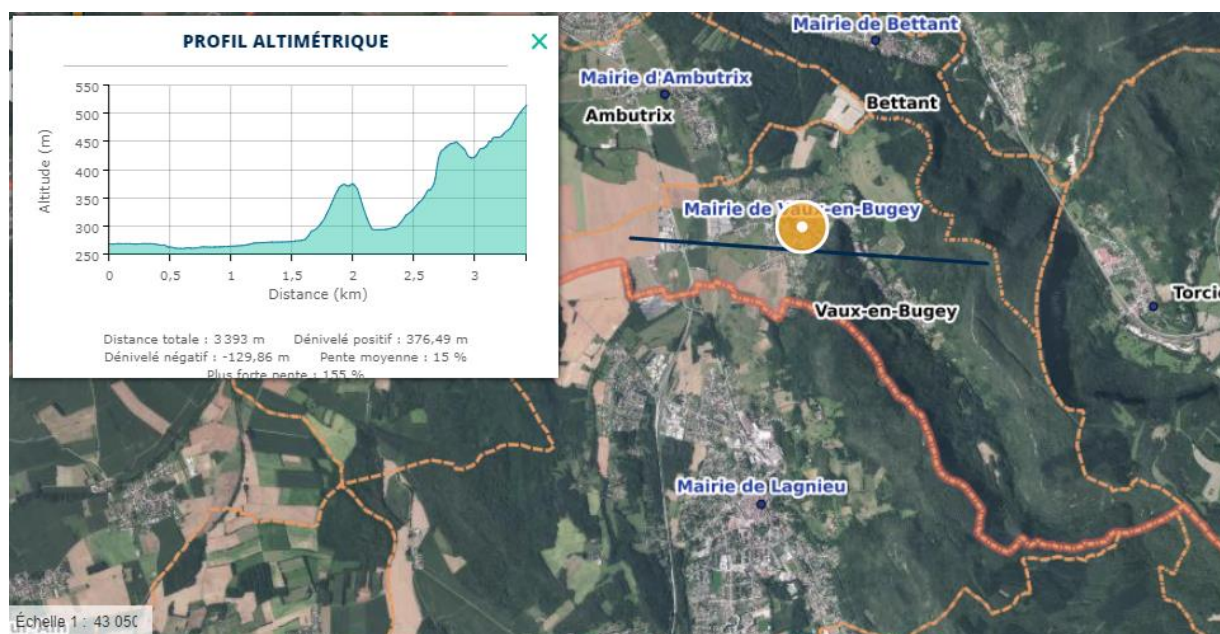 PROFIL ALTIMÉTRIQUE
Altitude (m)
550
500
450
400
350
300
250
0 0,5 1 1,5 2 2,5 3
Distance (km)
Distance totale : 3393 m Dénivelé positif : 376,49 m
Dénivelé négatif : -129,86 m Pente moyenne : 15 %
Plus forte pente : 155 %
Mairie de Bettant
Mairie d'Ambutrix
Ambutrix
Bettant
Mairie de Vaux-en-Bugey
Vaux-en-Bugey
Torcie
Mairie de Lagnieu
Échelle 1 : 43 050